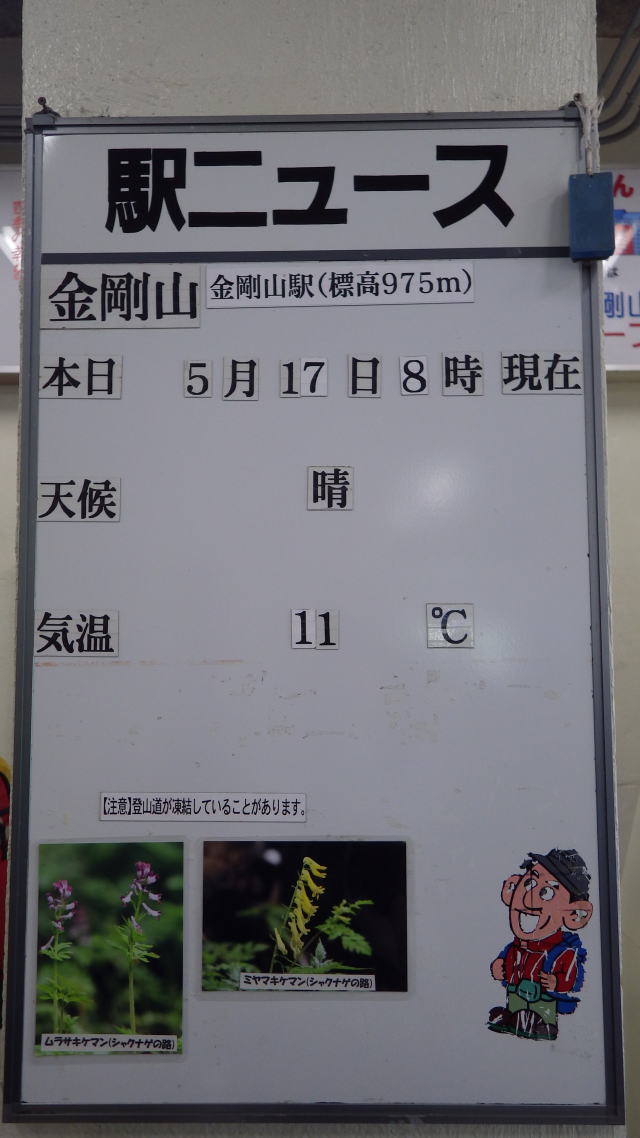 駅ニュース
金剛山 金剛山駅(標高975m)
本日 5月17日8時現在
天候 晴
気温 11 ℃
【注意】登山道が凍結していることがあります。
ミヤマキケマン(シャクナゲの路)
ムラサキケマン(シャクナゲの路)
ん
は
剛山